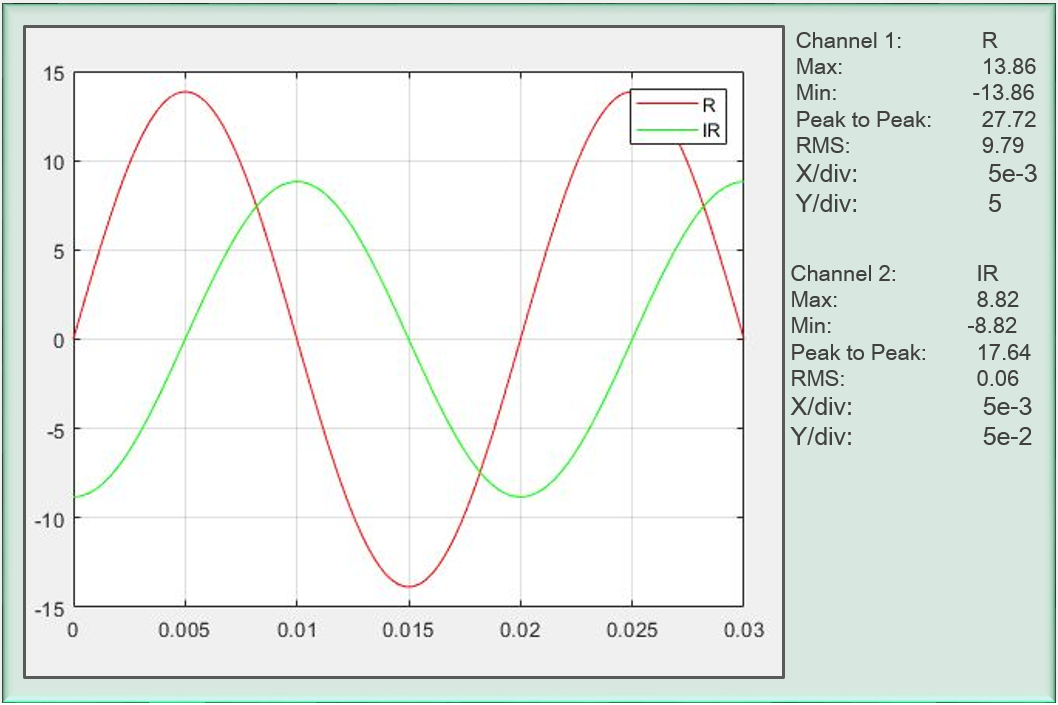 15
10
5
0
-5
-10
-15
0 0.005 0.01 0.015 0.02 0.025 0.03
R
IR
Channel 1: R
Max: 13.86
Min: -13.86
Peak to Peak: 27.72
RMS: 9.79
X/div: 5e-3
Y/div: 5
Channel 2: IR
Max: 8.82
Min: -8.82
Peak to Peak: 17.64
RMS: 0.06
X/div: 5e-3
Y/div: 5e-2